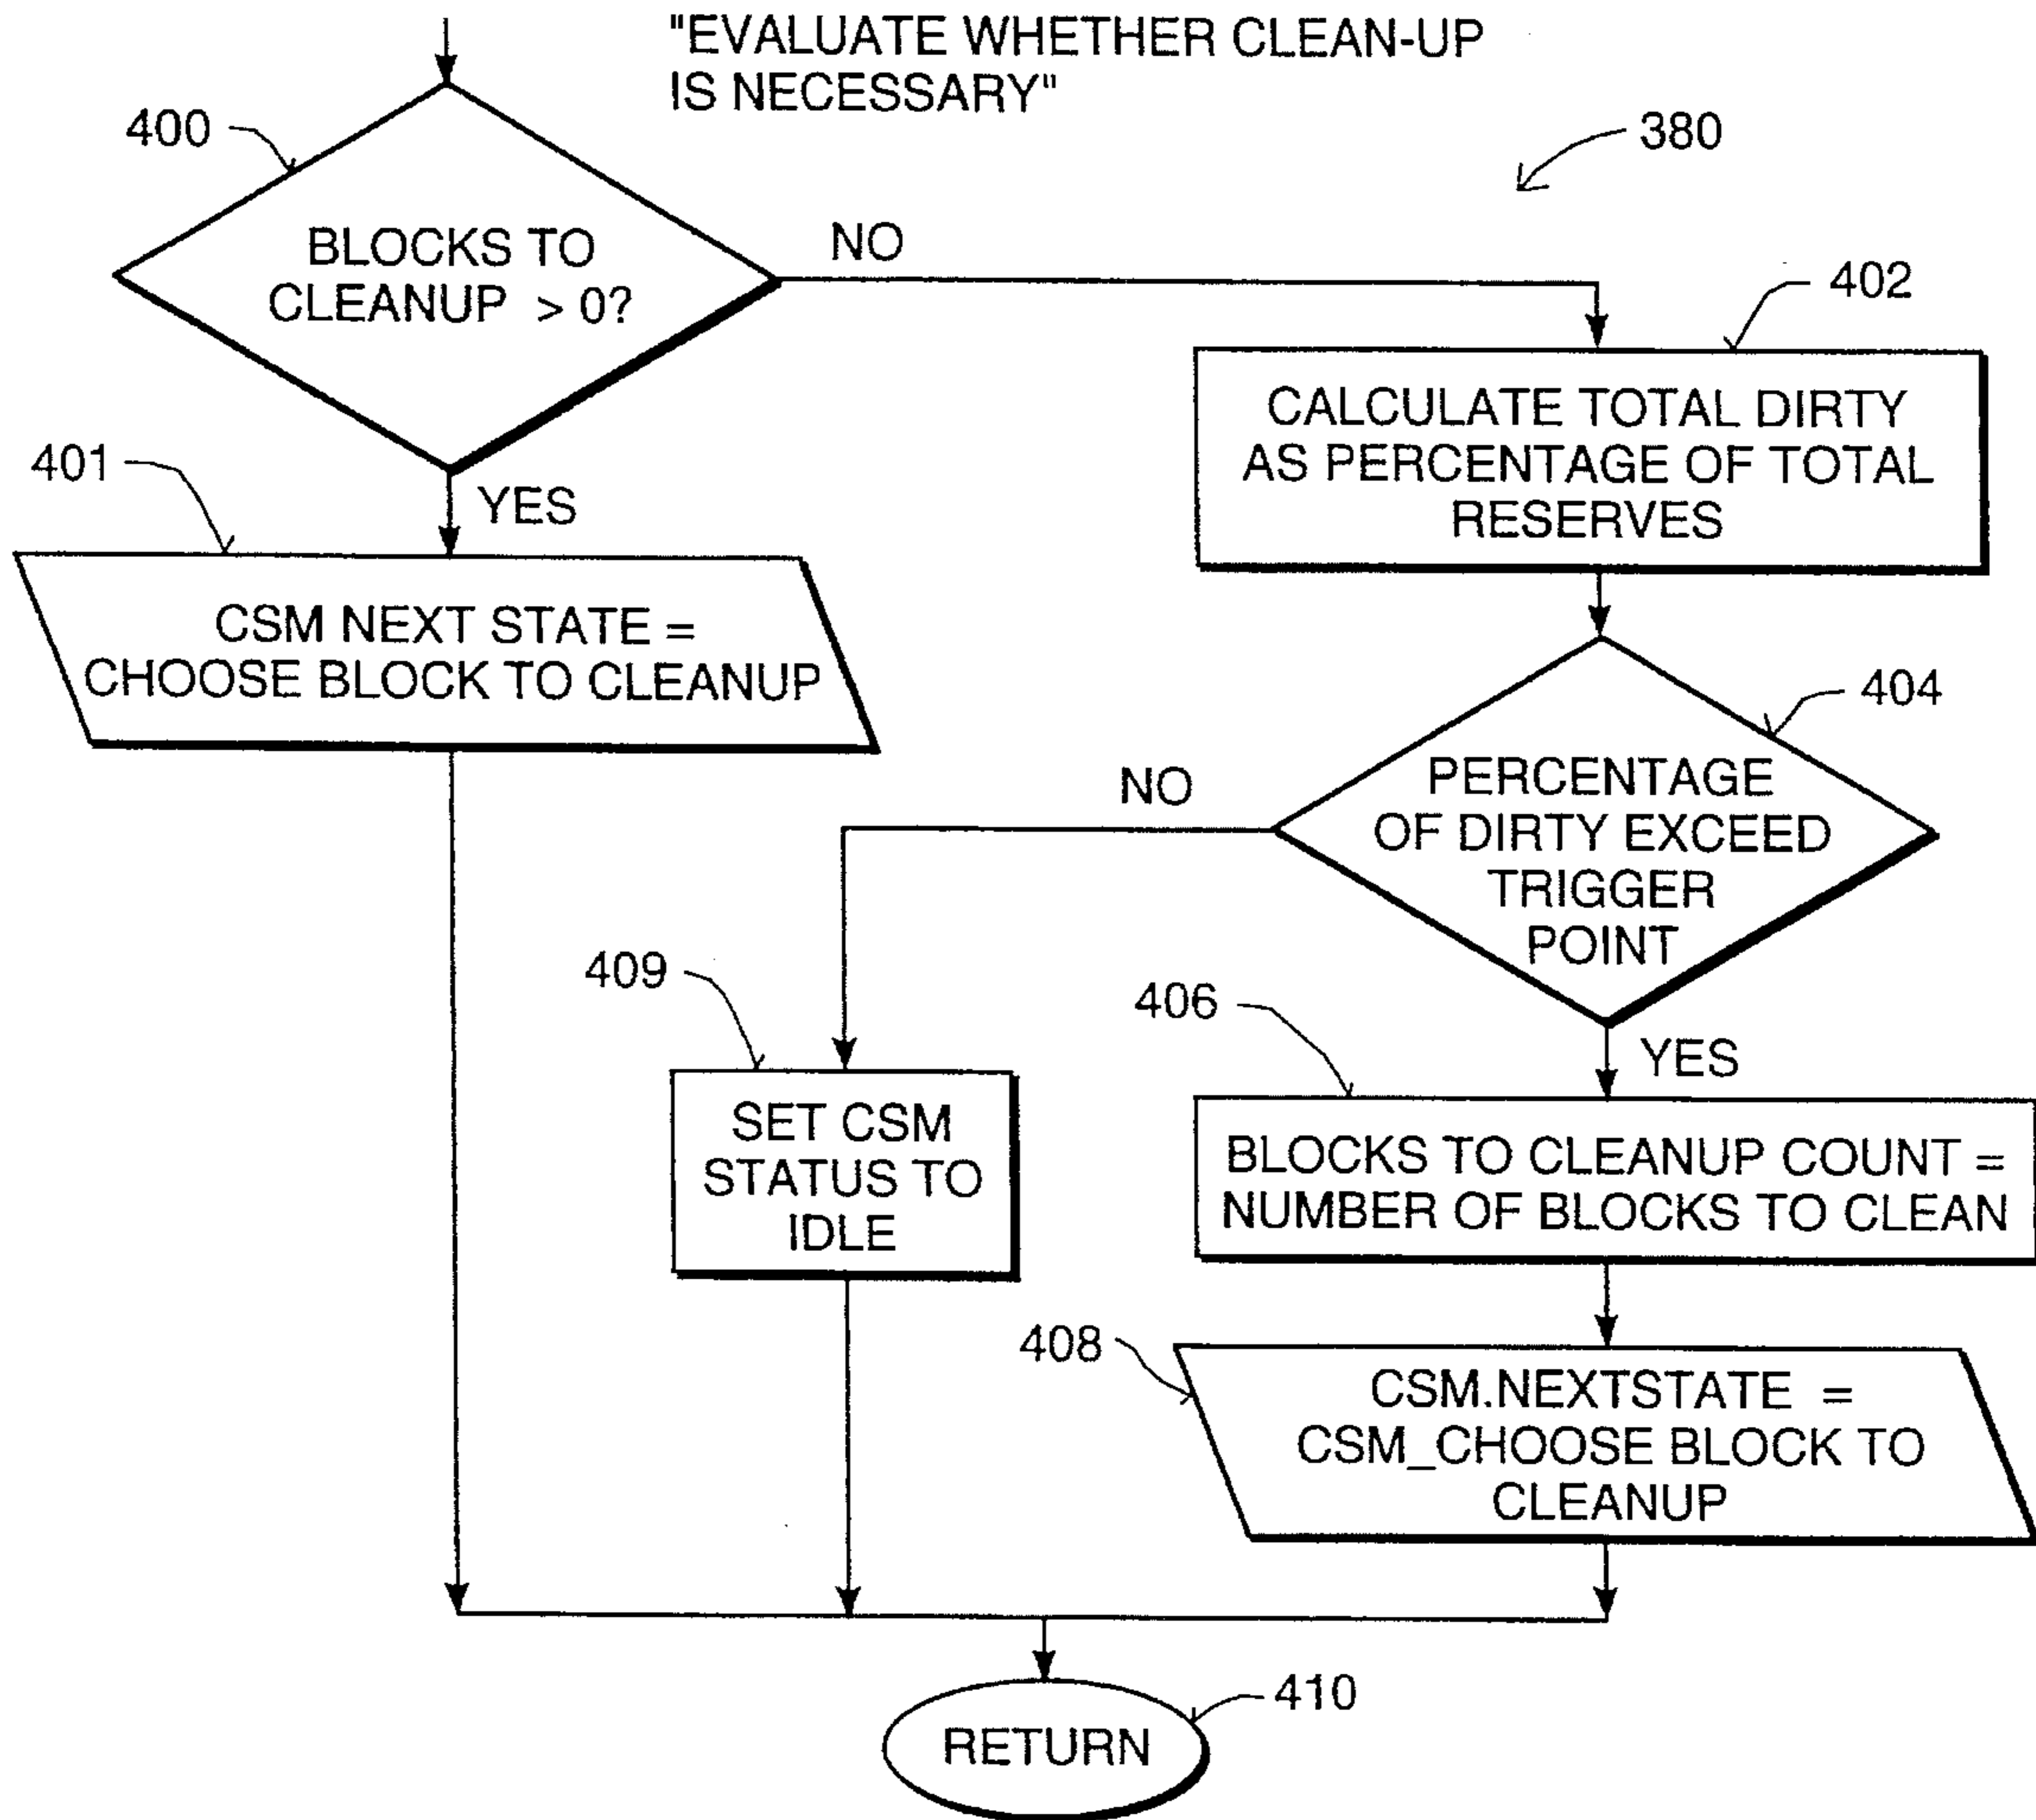 "EVALUATE WHETHER CLEAN-UP
IS NECESSARY"
380
400
BLOCKS TO
CLEANUP > 0?
NO
402
CALCULATE TOTAL DIRTY
AS PERCENTAGE OF TOTAL
RESERVES
401
YES
CSM NEXT STATE =
CHOOSE BLOCK TO CLEANUP
404
PERCENTAGE
OF DIRTY EXCEED
TRIGGER
POINT
NO
409
SET CSM
STATUS TO
IDLE
406
YES
BLOCKS TO CLEANUP COUNT =
NUMBER OF BLOCKS TO CLEAN
408
CSM.NEXTSTATE =
CSM_CHOOSE BLOCK TO
CLEANUP
410
RETURN